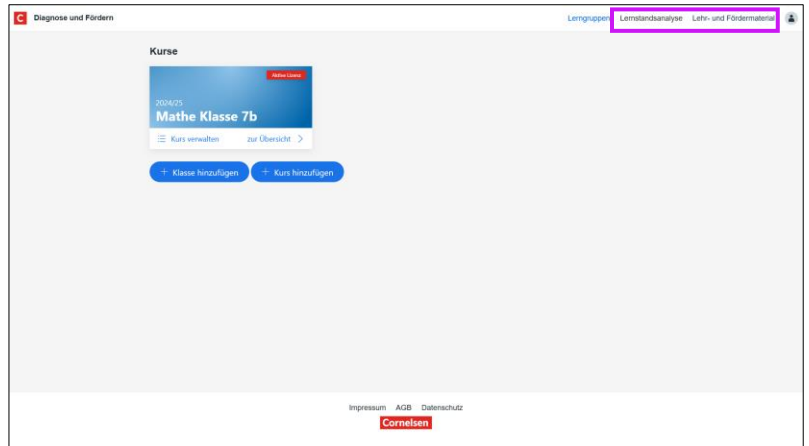 C Diagnose und Fördern
Lerngruppen Lernstandsanalyse Lehr- und Fördermaterial
Kurse
Aktive Lizenz
2024/25
Mathe Klasse 7b
Kurs verwalten zur Übersicht
+ Klasse hinzufügen + Kurs hinzufügen
Impressum AGB Datenschutz
Cornelsen